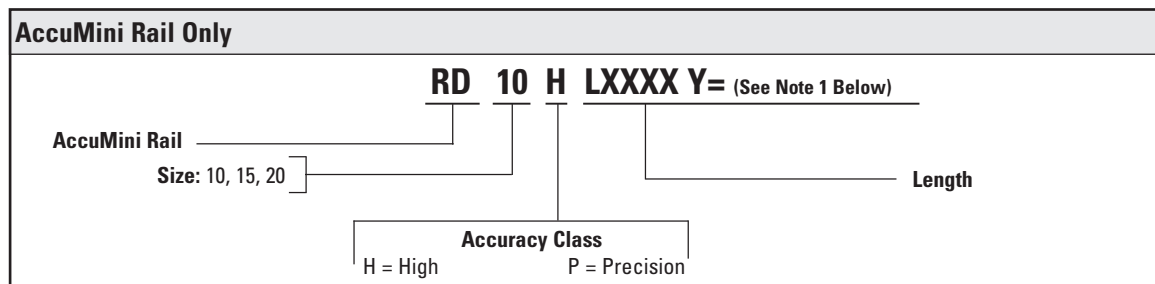 AccuMini Rail Only
RD 10 H LXXXX Y= (See Note 1 Below)
AccuMini Rail
Size: 10, 15, 20
Length
Accuracy Class
H = High P = Precision